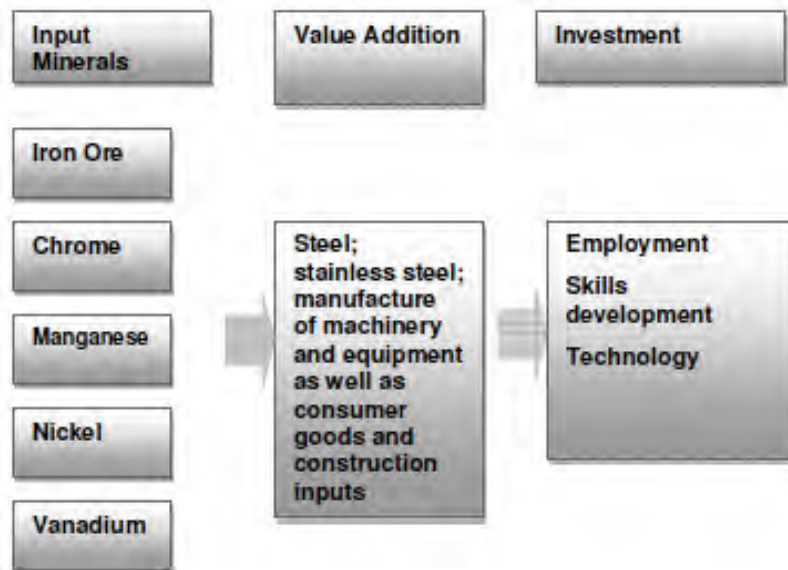 Input
Minerals
Value Addition
Investment
Iron Ore
Chrome
Manganese
Nickel
Vanadium
Steel;
stainless steel;
manufacture
of machinery
and equipment
as well as
consumer
goods and
construction
inputs
Employment
Skills
development
Technology